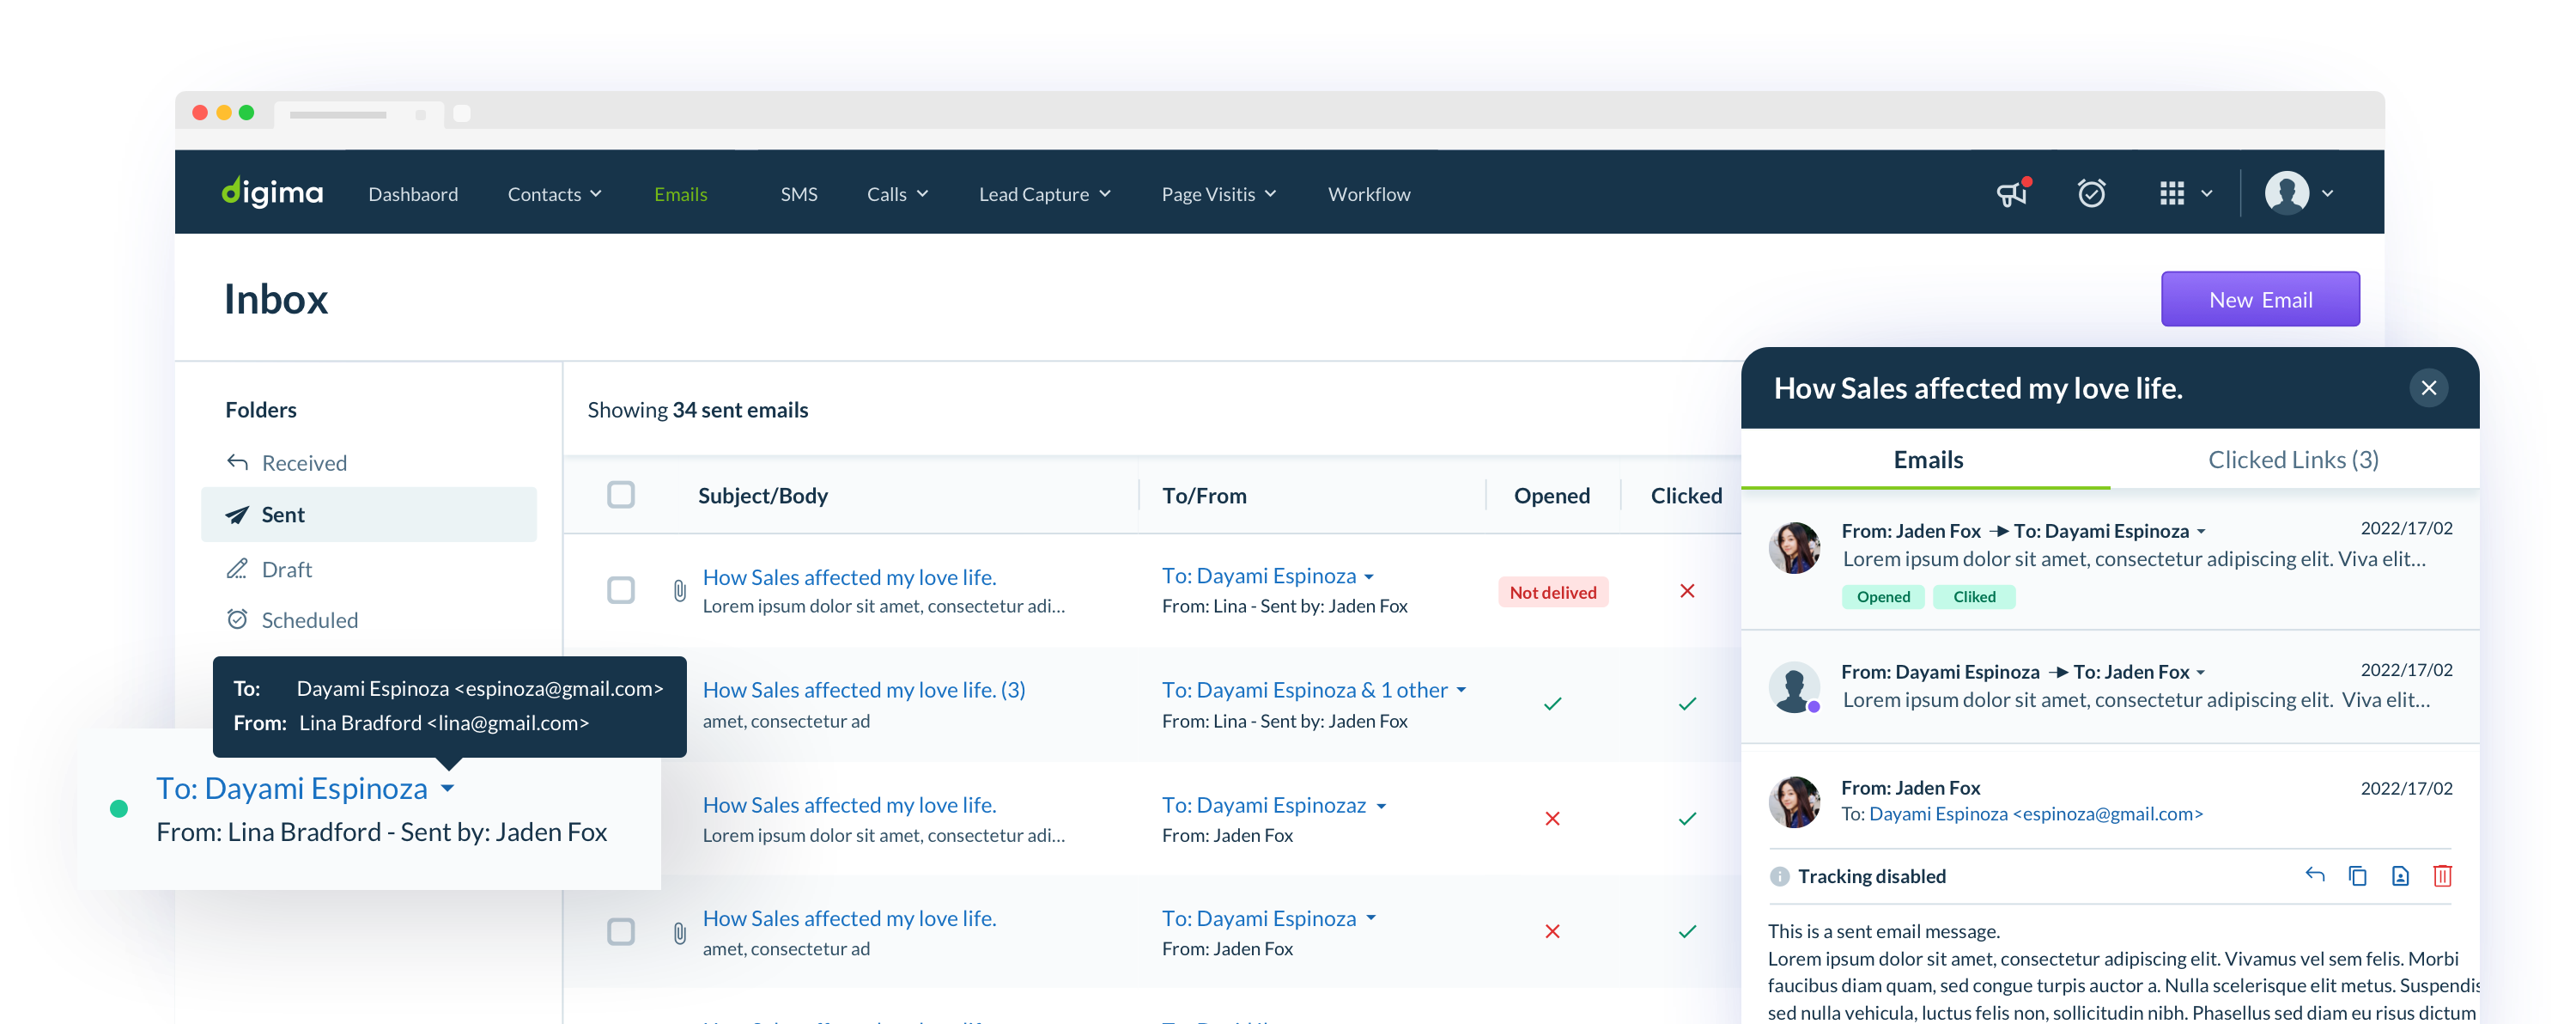 digima Dashbaord Contacts Emails SMS Calls Lead Capture Page Visitis Workflow
Inbox
New Email
Folders
Received
Sent
Draft
Scheduled
To: Dayami Espinoza <espinoza@gmail.com>
From: Lina Bradford <lina@gmail.com>
To: Dayami Espinoza
From: Lina Bradford - Sent by: Jaden Fox
Showing 34 sent emails
Subject/Body To/From Opened Clicked
How Sales affected my love life. To: Dayami Espinoza
Lorem ipsum dolor sit amet, consectetur adi... From: Lina - Sent by: Jaden Fox
Not delived
How Sales affected my love life. (3) To: Dayami Espinoza & 1 other
amet, consectetur ad From: Lina - Sent by: Jaden Fox
How Sales affected my love life. To: Dayami Espinozaz
Lorem ipsum dolor sit amet, consectetur adi... From: Jaden Fox
How Sales affected my love life. To: Dayami Espinoza
amet, consectetur ad From: Jaden Fox
How Sales affected my love life.
Emails Clicked Links (3)
From: Jaden Fox To: Dayami Espinoza 2022/17/02
Lorem ipsum dolor sit amet, consectetur adipiscing elit. Viva elit...
Opened Cliked
From: Dayami Espinoza To: Jaden Fox 2022/17/02
Lorem ipsum dolor sit amet, consectetur adipiscing elit. Viva elit...
From: Jaden Fox 2022/17/02
To: Dayami Espinoza <espinoza@gmail.com>
Tracking disabled
This is a sent email message.
Lorem ipsum dolor sit amet, consectetur adipiscing elit. Vivamus vel sem felis. Morbi
faucibus diam quam, sed congue turpis auctor a. Nulla scelerisque elit metus. Suspendis
sed nulla vehicula, luctus felis non, sollicitudin nibh. Phasellus sed diam eu risus dictum